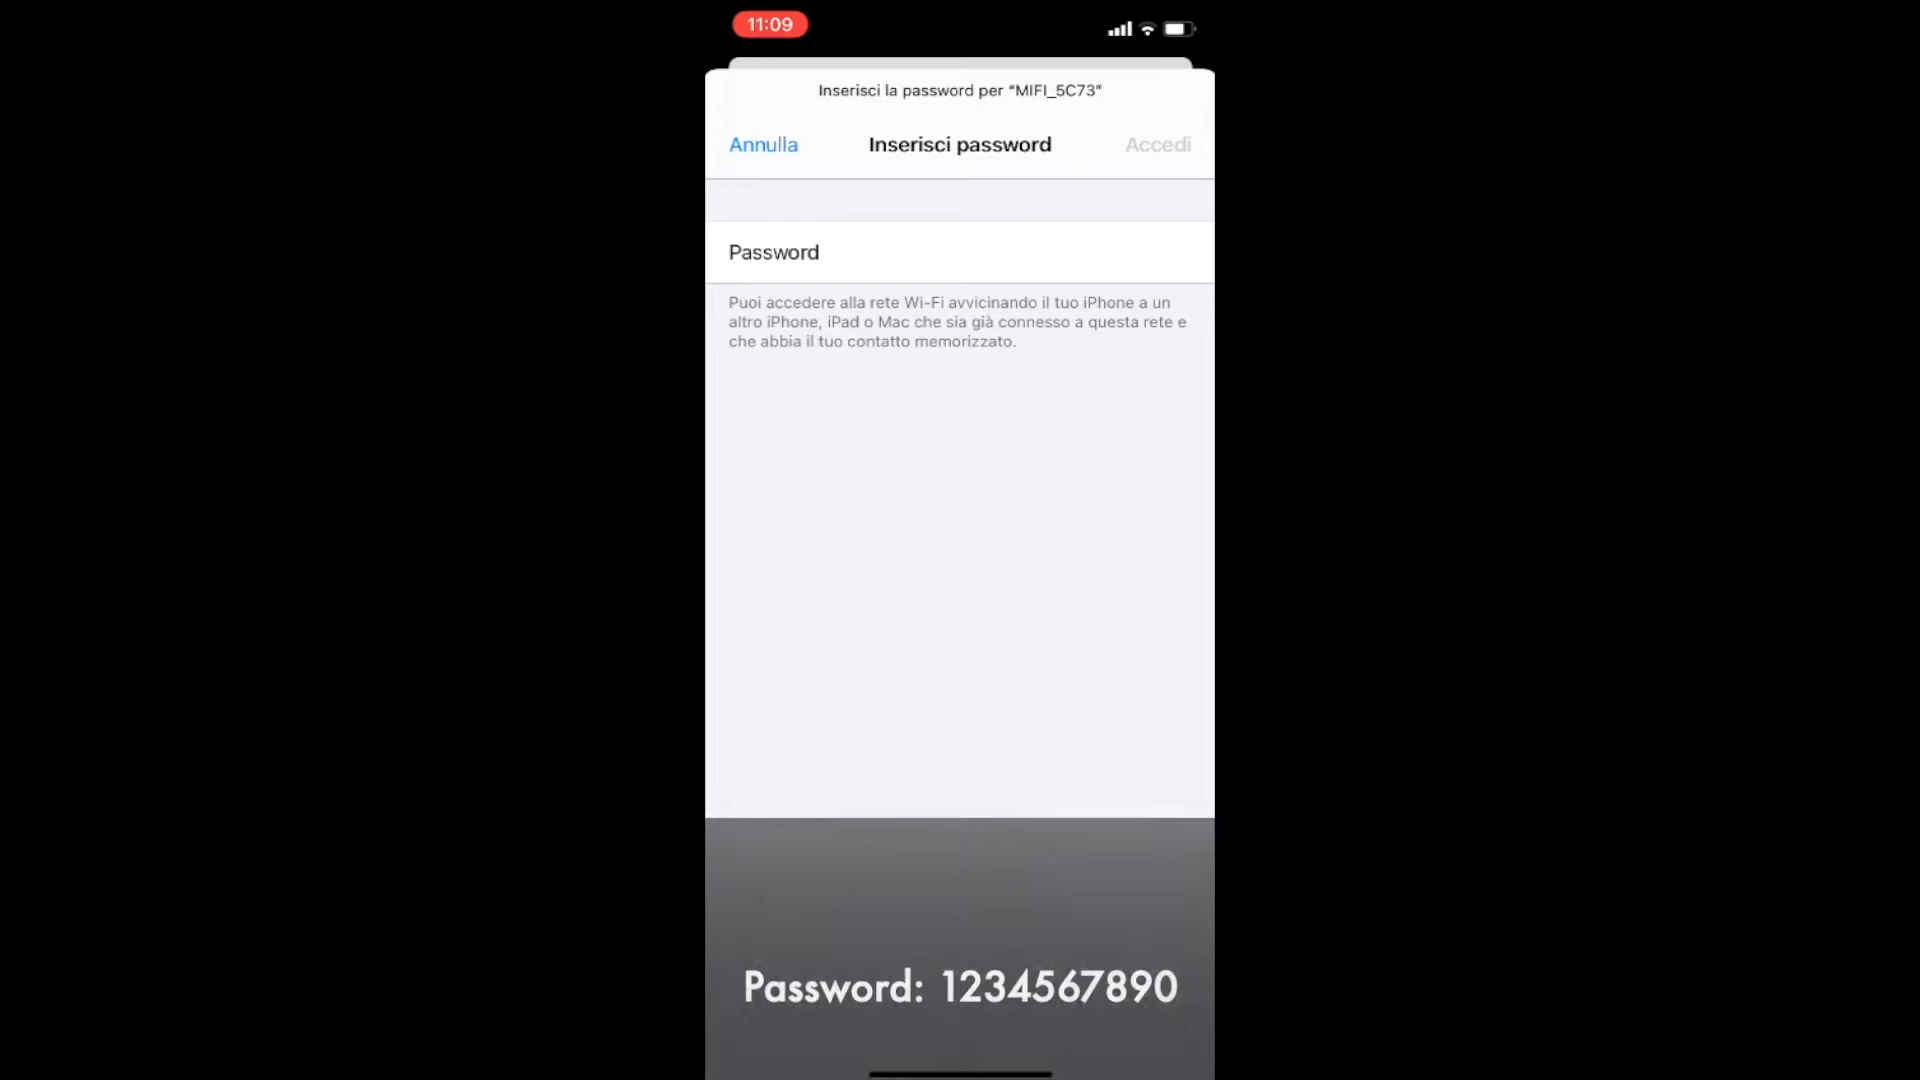 11:09
Inserisci la password per “MIFI_5C73”
Annulla
Inserisci password
Accedi
Password
Puoi accedere alla rete Wi-Fi avvicinando il tuo iPhone a un
altro iPhone, iPad o Mac che sia già connesso a questa rete e
che abbia il tuo contatto memorizzato.
Password: 1234567890